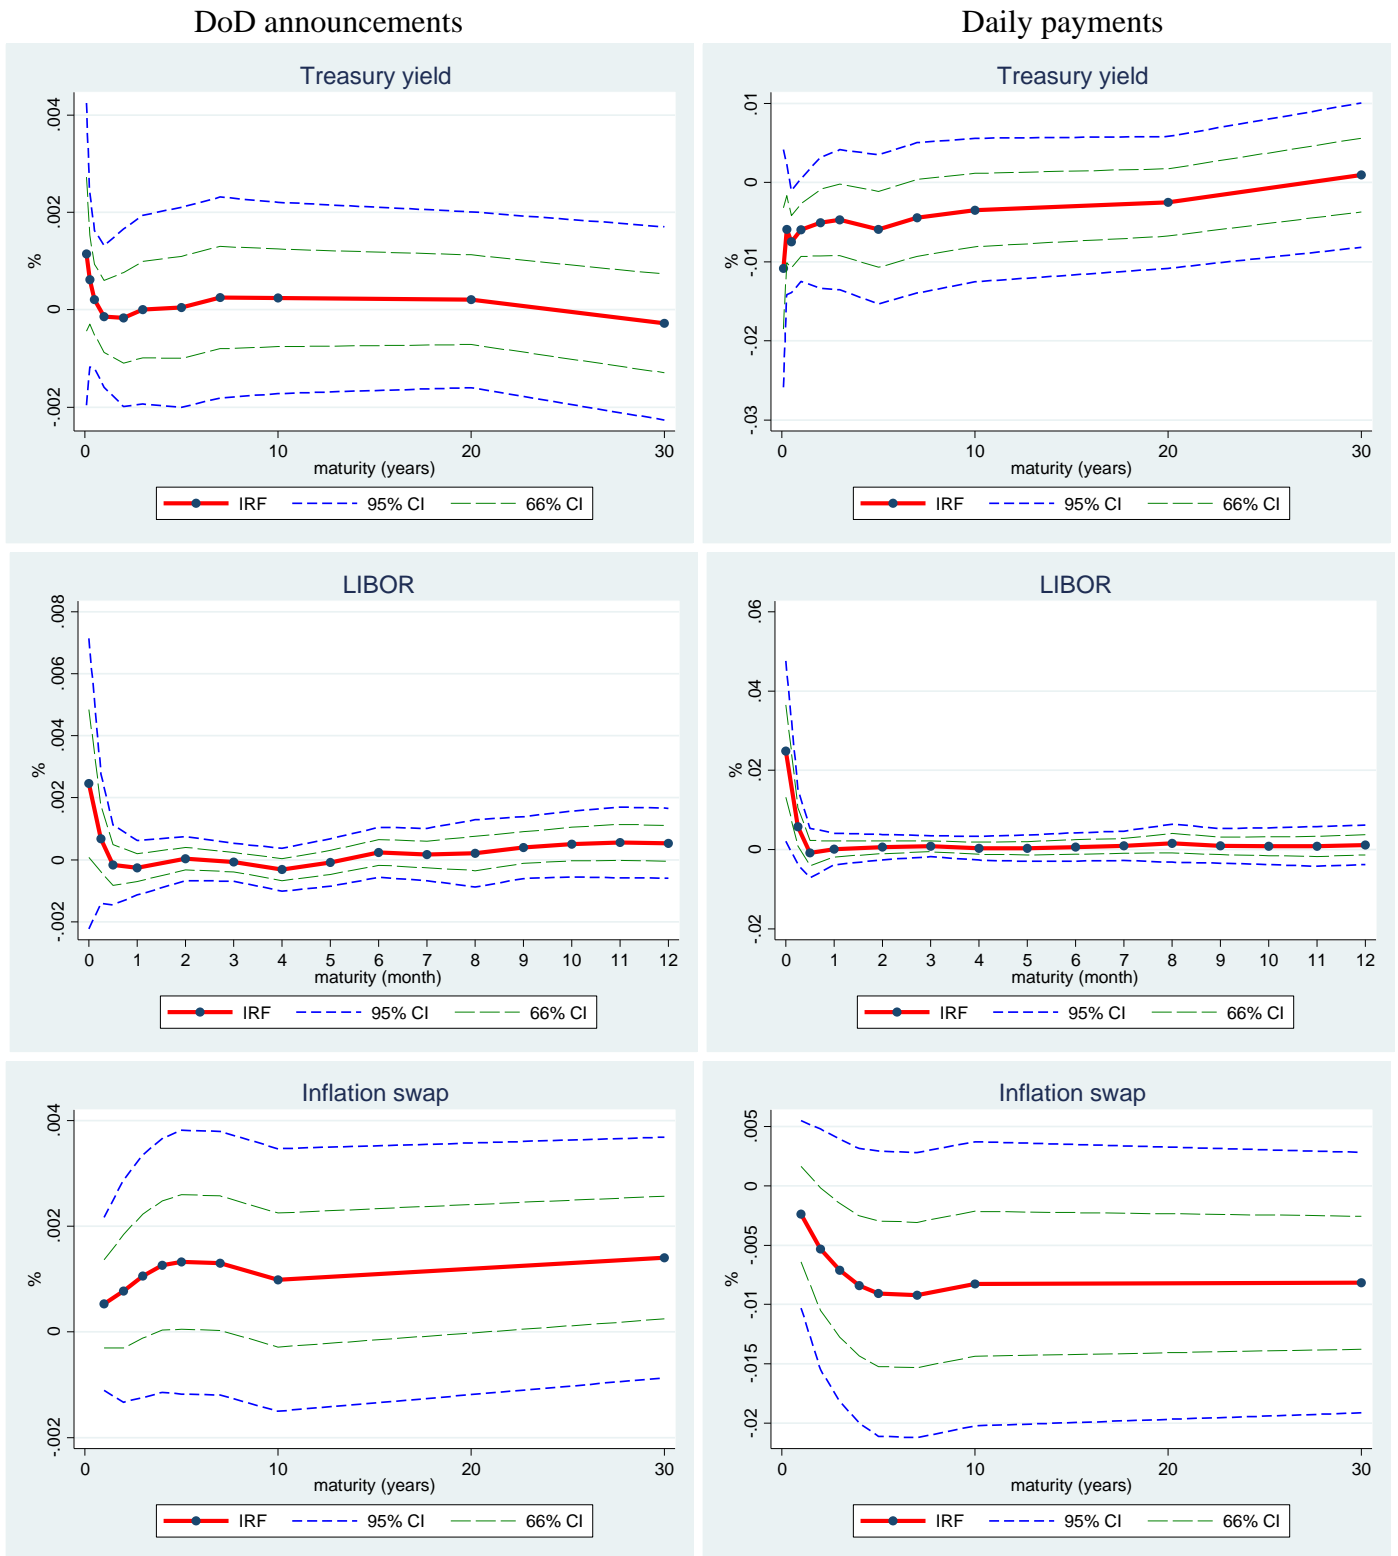 DoD announcements
Daily payments
Treasury yield
.004
.002
0
-.002
%
0 10 20 30
maturity (years)
IRF 95% CI 66% CI
Treasury yield
.01
0
-.01
-.02
-.03
%
0 10 20 30
maturity (years)
IRF 95% CI 66% CI
LIBOR
.008
.006
.004
.002
0
-.002
%
0 1 2 3 4 5 6 7 8 9 10 11 12
maturity (month)
IRF 95% CI 66% CI
LIBOR
.06
.04
.02
0
-.02
%
0 1 2 3 4 5 6 7 8 9 10 11 12
maturity (month)
IRF 95% CI 66% CI
Inflation swap
.004
.002
0
-.002
%
0 10 20 30
maturity (years)
IRF 95% CI 66% CI
Inflation swap
.005
0
-.005
-.01
-.015
-.02
%
0 10 20 30
maturity (years)
IRF 95% CI 66% CI